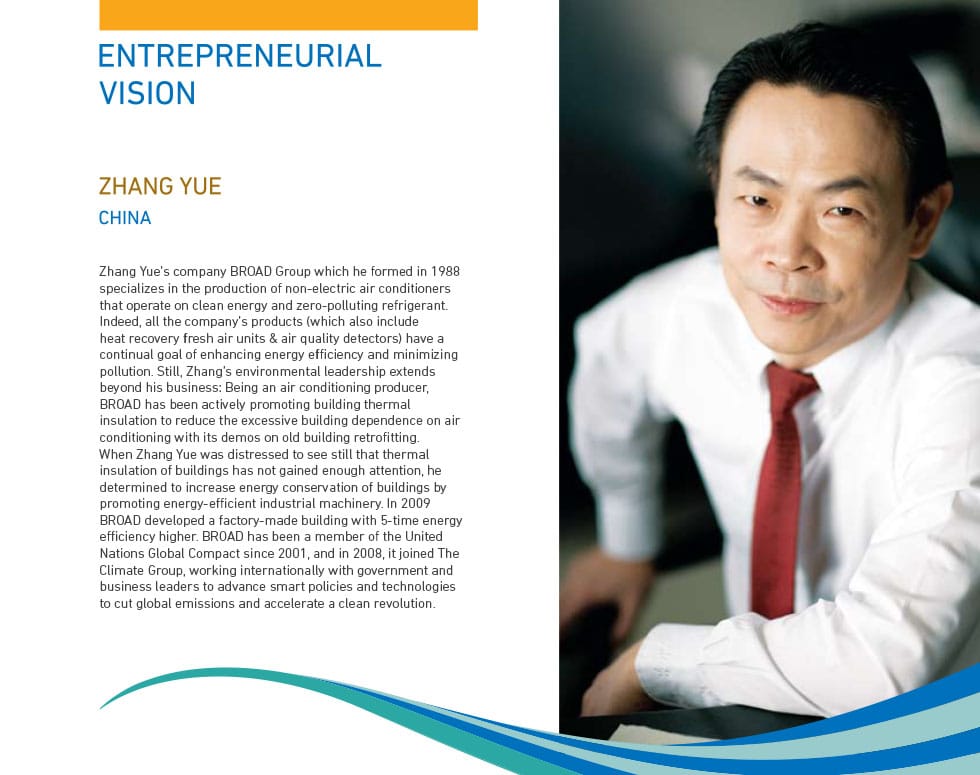 ENTREPRENEURIAL
VISION
ZHANG YUE
CHINA
Zhang Yue's company BROAD Group which he formed in 1988
specializes in the production of non-electric air conditioners
that operate on clean energy and zero-polluting refrigerant.
Indeed, all the company's products (which also include
heat recovery fresh air units & air quality detectors) have a
continual goal of enhancing energy efficiency and minimizing
pollution. Still, Zhang's environmental leadership extends
beyond his business: Being an air conditioning producer,
BROAD has been actively promoting building thermal
insulation to reduce the excessive building dependence on air
conditioning with its demos on old building retrofitting.
When Zhang Yue was distressed to see still that thermal
insulation of buildings has not gained enough attention, he
determined to increase energy conservation of buildings by
promoting energy-efficient industrial machinery. In 2009
BROAD developed a factory-made building with 5-time energy
efficiency higher. BROAD has been a member of the United
Nations Global Compact since 2001, and in 2008, it joined The
Climate Group, working internationally with government and
business leaders to advance smart policies and technologies
to cut global emissions and accelerate a clean revolution.